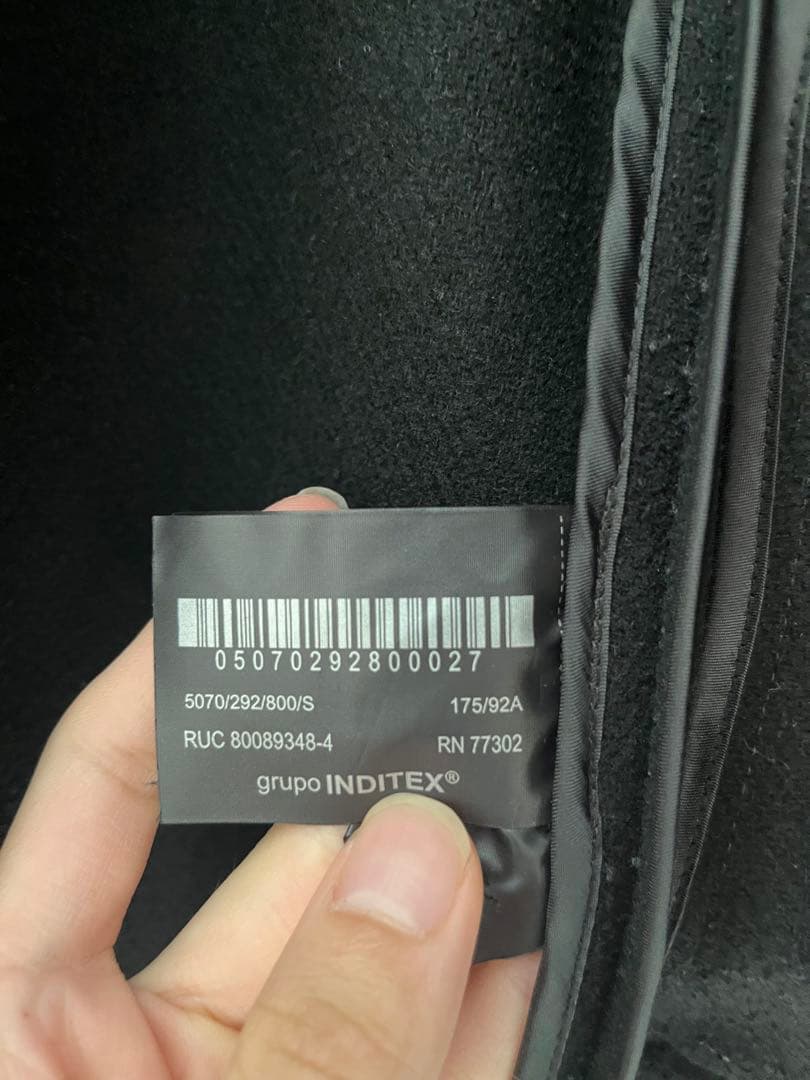 05070292800027
5070/292/800/S 175/92A
RUC 80089348-4 RN 77302
grupo INDITEX®